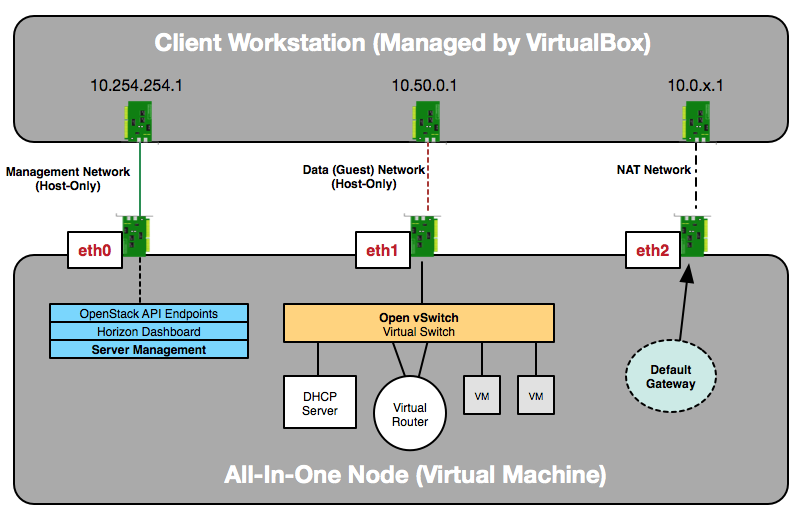 Client Workstation (Managed by VirtualBox)
10.254.254.1
10.50.0.1
10.0.x.1
Management Network
(Host-Only)
Data (Guest) Network
(Host-Only)
NAT Network
eth0
eth1
eth2
OpenStack API Endpoints
Horizon Dashboard
Server Management
Open vSwitch
Virtual Switch
DHCP
Server
Virtual
Router
VM
VM
Default
Gateway
All-In-One Node (Virtual Machine)